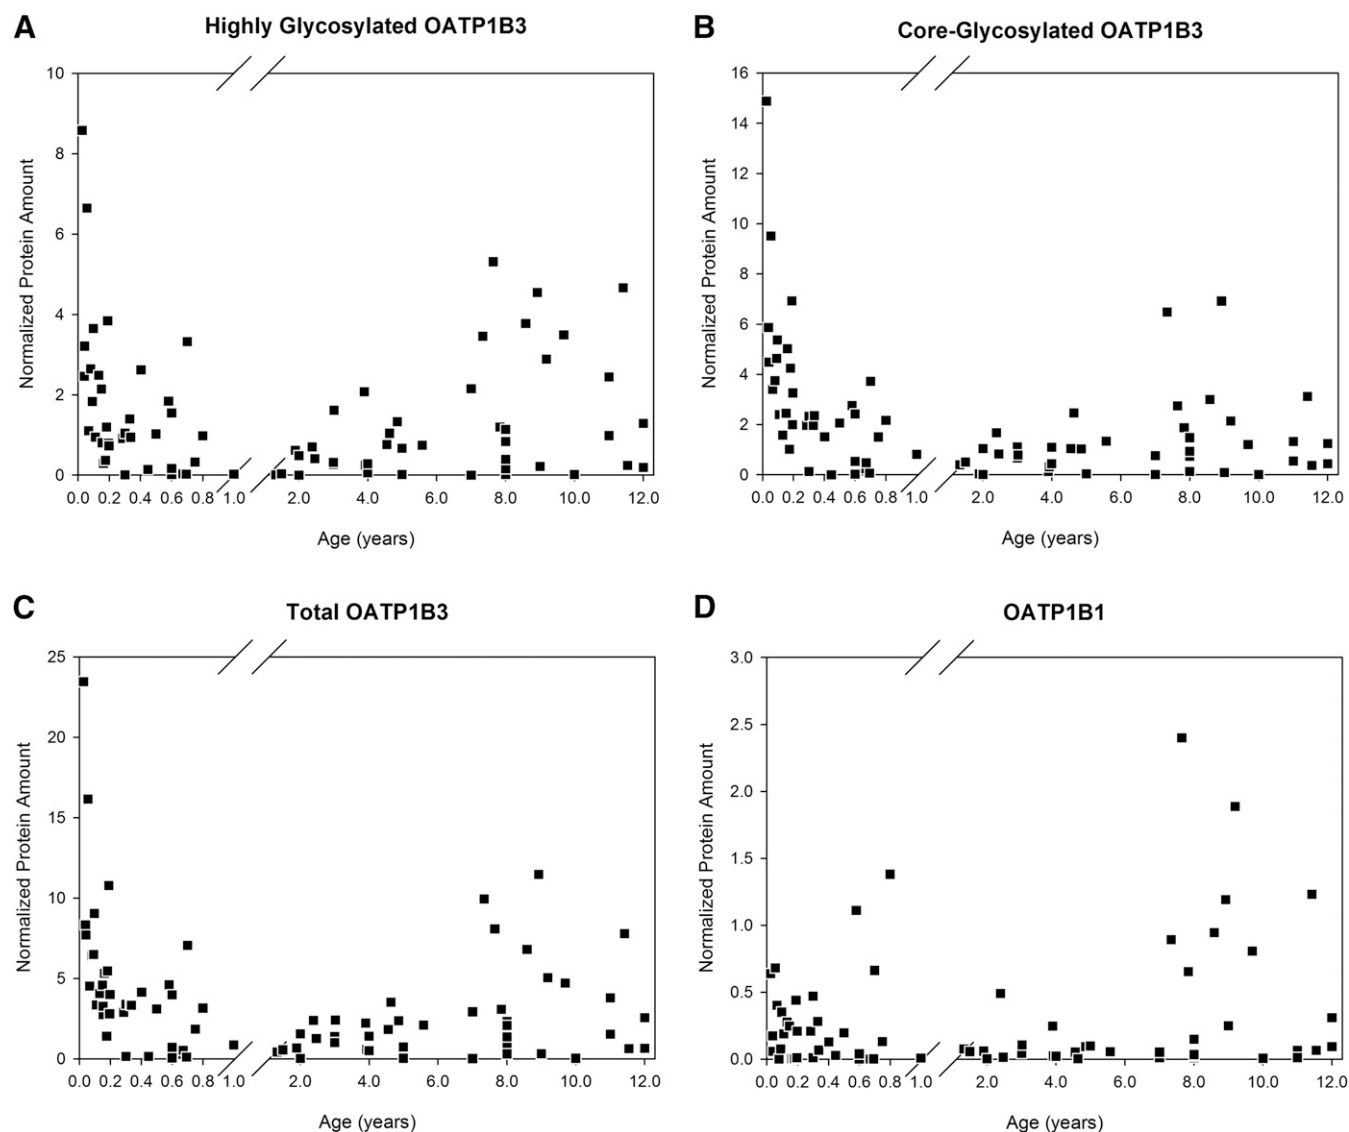 A
Highly Glycosylated OATP1B3
10
8
6
4
2
0
Normalized Protein Amount
0.0 0.2 0.4 0.6 0.8 1.0 2.0 4.0 6.0 8.0 10.0 12.0
Age (years)
B
Core-Glycosylated OATP1B3
16
14
12
10
8
6
4
2
0
Normalized Protein Amount
0.0 0.2 0.4 0.6 0.8 1.0 2.0 4.0 6.0 8.0 10.0 12.0
Age (years)
C
Total OATP1B3
25
20
15
10
5
0
Normalized Protein Amount
0.0 0.2 0.4 0.6 0.8 1.0 2.0 4.0 6.0 8.0 10.0 12.0
Age (years)
D
OATP1B1
3.0
2.5
2.0
1.5
1.0
0.5
0.0
Normalized Protein Amount
0.0 0.2 0.4 0.6 0.8 1.0 2.0 4.0 6.0 8.0 10.0 12.0
Age (years)